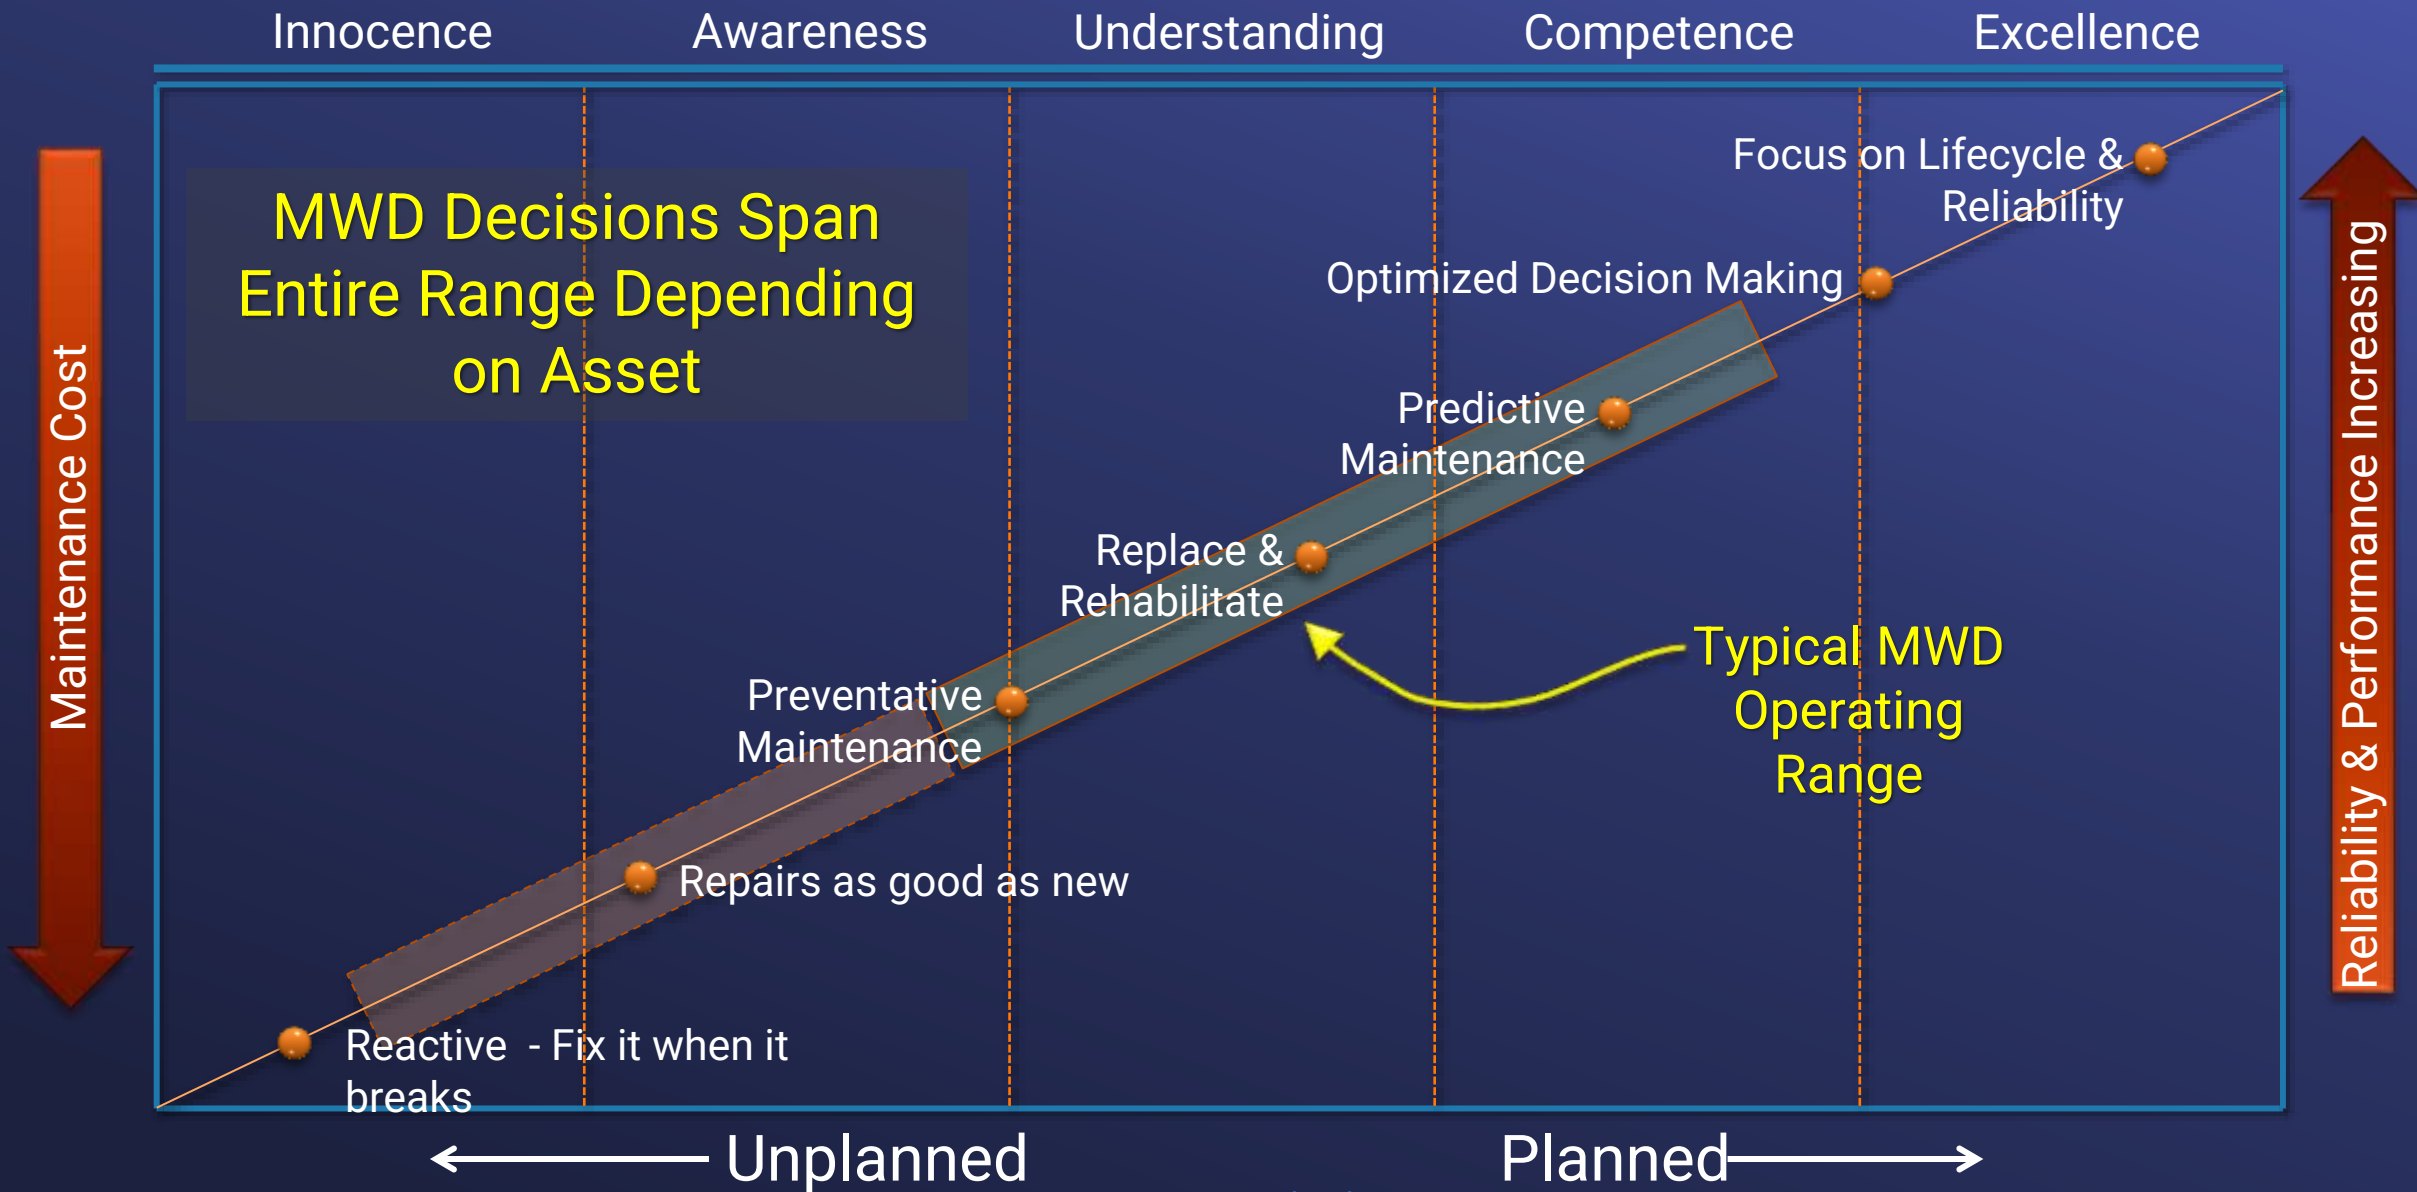 Innocence
Awareness
Understanding
Competence
Excellence
MWD Decisions Span
Entire Range Depending
on Asset
Focus on Lifecycle &
Reliability
Optimized Decision Making
Predictive
Maintenance
Replace &
Rehabilitate
Preventative
Maintenance
Repairs as good as new
Reactive - Fix it when it
breaks
Typical MWD
Operating
Range
Maintenance Cost
Reliability & Performance Increasing
Unplanned
Planned